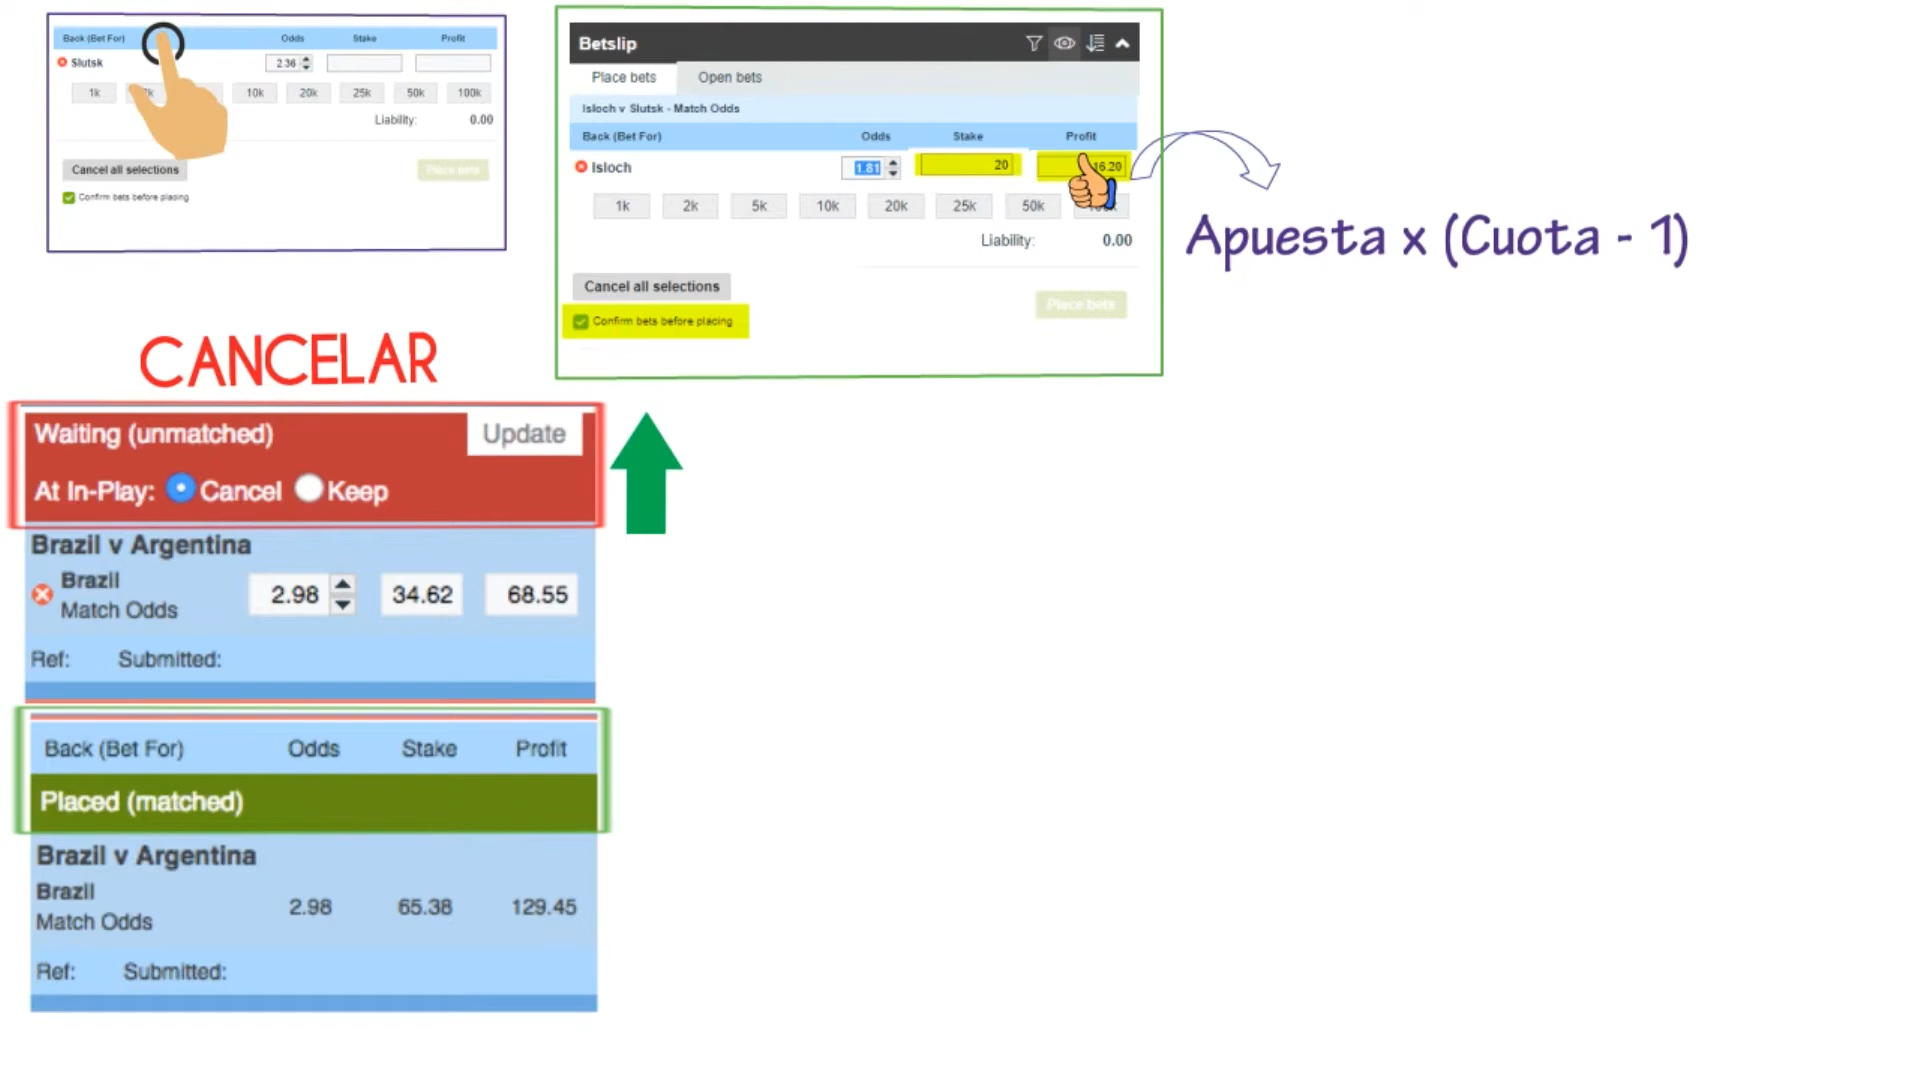 Back (Bet For) Odds Stake Profit
Slutsk 2.36
1k 10k 20k 25k 50k 100k
Liability: 0.00
Cancel all selections Place bets
Confirm bets before placing
Betslip
Place bets Open bets
Isloch v Slutsk - Match Odds
Back (Bet For) Odds Stake Profit
Isloch 1.81 20 16.20
1k 2k 5k 10k 20k 25k 50k
Liability: 0.00
Cancel all selections
Place bets
Confirm bets before placing
Apuesta x (Cuota - 1)
CANCELAR
Waiting (unmatched) Update
At In-Play: Cancel Keep
Brazil v Argentina
Brazil
Match Odds
2.98 34.62 68.55
Ref: Submitted:
Back (Bet For) Odds Stake Profit
Placed (matched)
Brazil v Argentina
Brazil
Match Odds
2.98 65.38 129.45
Ref: Submitted: